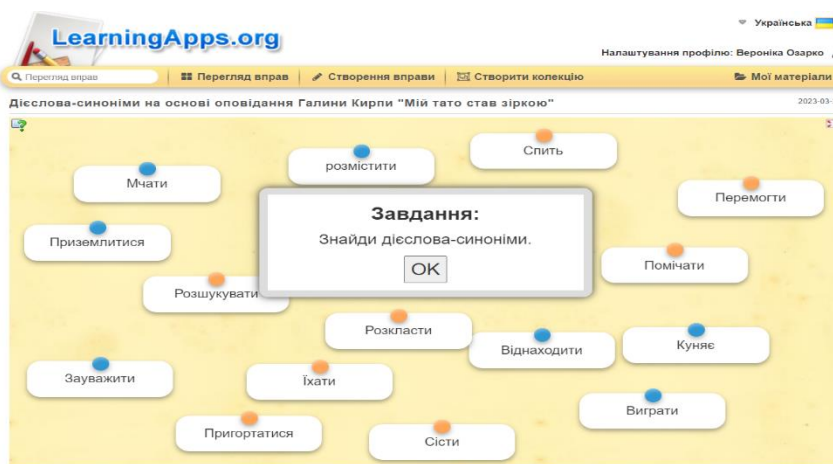 LearningApps.org
Українська
Налаштування профілю: Вероніка Озарко
Перегляд вправ
Перегляд вправ
Створення вправи
Створити колекцію
Мої матеріали
Дієслова-синоніми на основі оповідання Галини Кирпи "Мій тато став зіркою"
2023-03-
Спить
розмістити
Мчати
Перемогти
Завдання:
Знайди дієслова-синоніми.
OK
Приземлитися
Помічати
Розшукувати
Розкласти
Віднаходити
Куняє
Зауважити
Їхати
Виграти
Пригортатися
Сісти